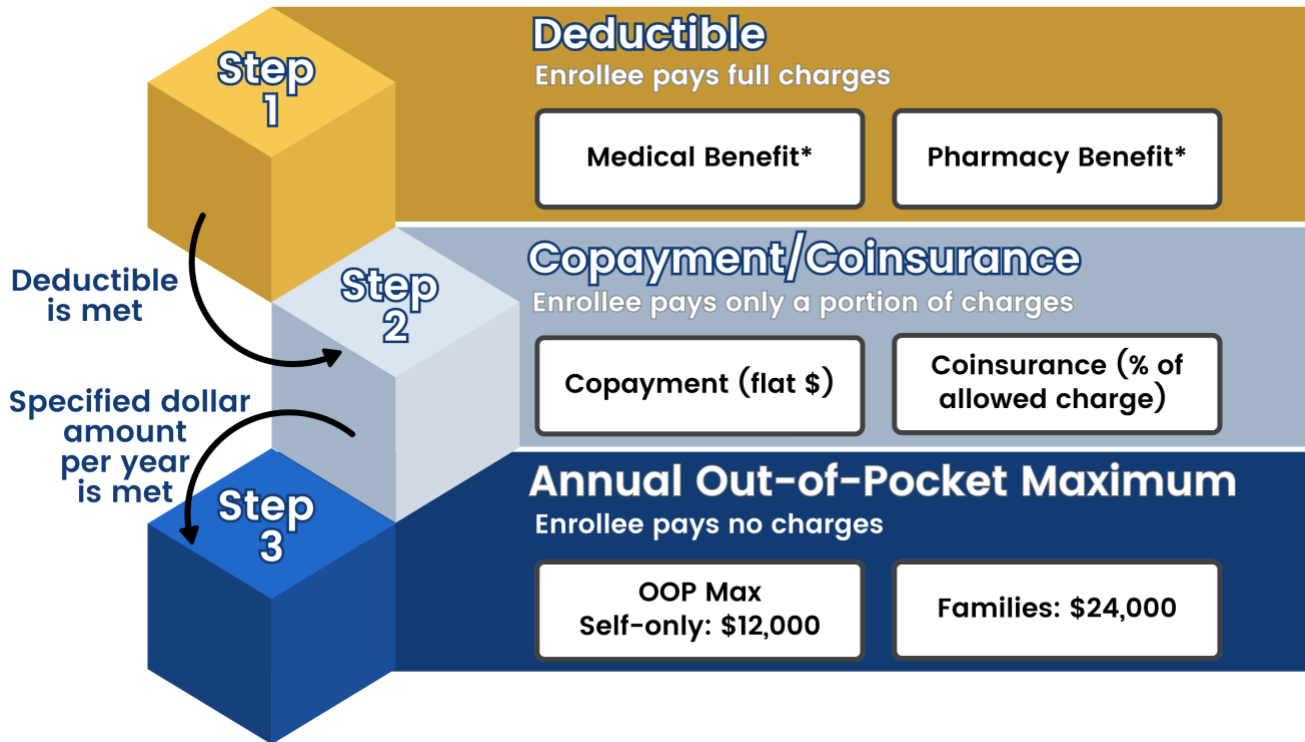 Step
1
Deductible
Enrollee pays full charges
Medical Benefit*
Pharmacy Benefit*
Deductible
is met
Step
2
Copayment/Coinsurance
Enrollee pays only a portion of charges
Copayment (flat $)
Coinsurance (% of
allowed charge)
Specified dollar
amount
per year
is met
Step
3
Annual Out-of-Pocket Maximum
Enrollee pays no charges
OOP Max
Self-only: $12,000
Families: $24,000